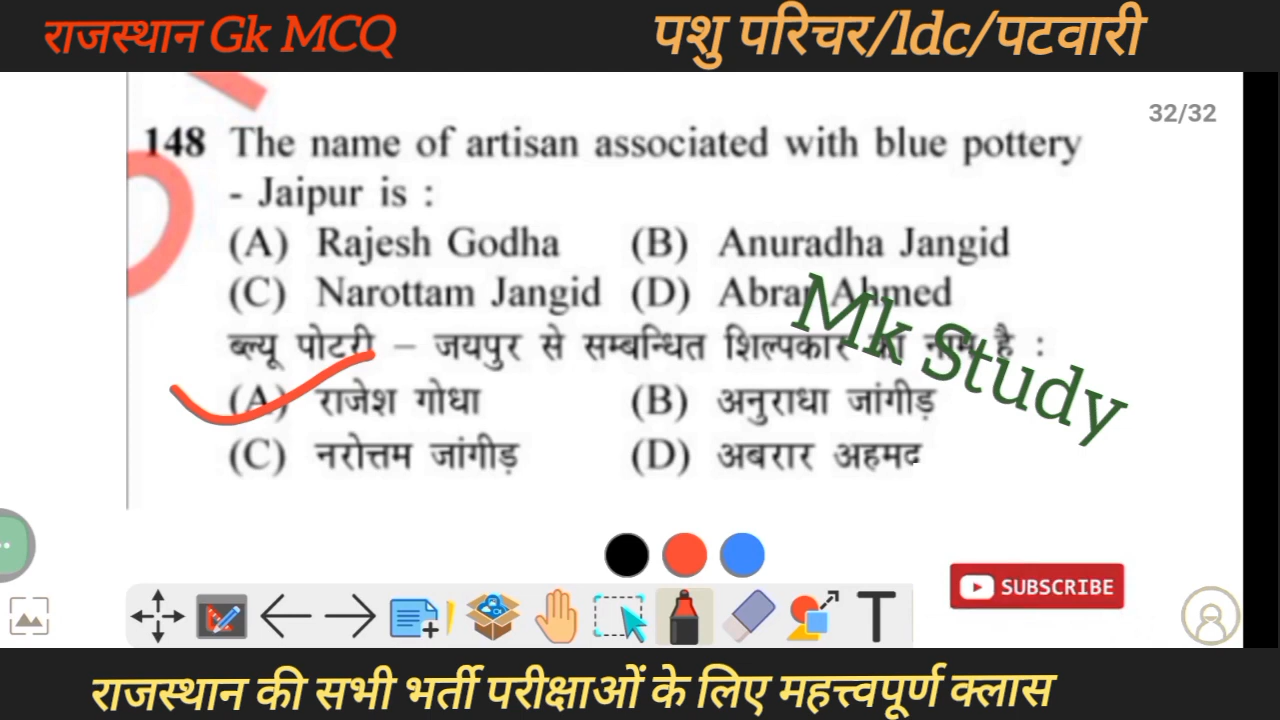 राजस्थान Gk MCQ
पशु परिचर/ldc/पटवारी
32/32
148 The name of artisan associated with blue pottery
- Jaipur is :
(A) Rajesh Godha (B) Anuradha Jangid
(C) Narottam Jangid (D) Abrar Ahmed
ब्ल्यू पोटरी – जयपुर से सम्बन्धित शिल्पकार का नाम है :
(A) राजेश गोधा (B) अनुराधा जांगीड़
(C) नरोत्तम जांगीड़ (D) अबरार अहमद
Mk Study
SUBSCRIBE
T
राजस्थान की सभी भर्ती परीक्षाओं के लिए महत्त्वपूर्ण क्लास